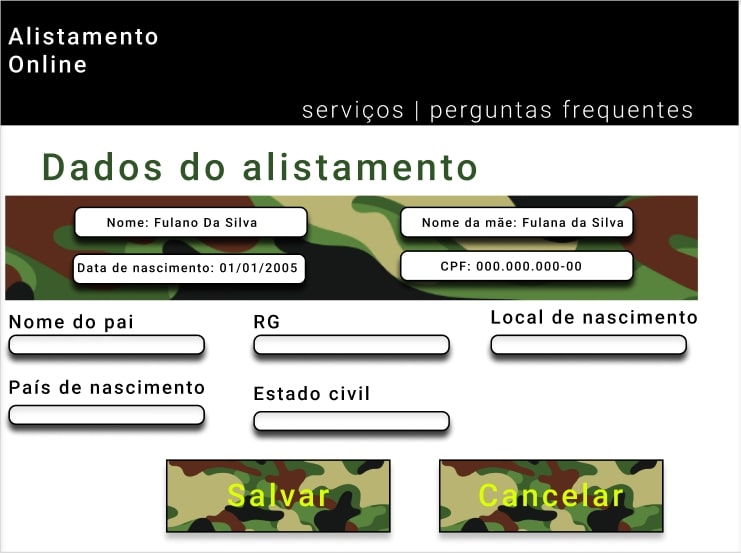 Alistamento
Online
serviços | perguntas frequentes
Dados do alistamento
Nome: Fulano Da Silva
Nome da mãe: Fulana da Silva
Data de nascimento: 01/01/2005
CPF: 000.000.000-00
Nome do pai
RG
Local de nascimento
País de nascimento
Estado civil
Salvar
Cancelar